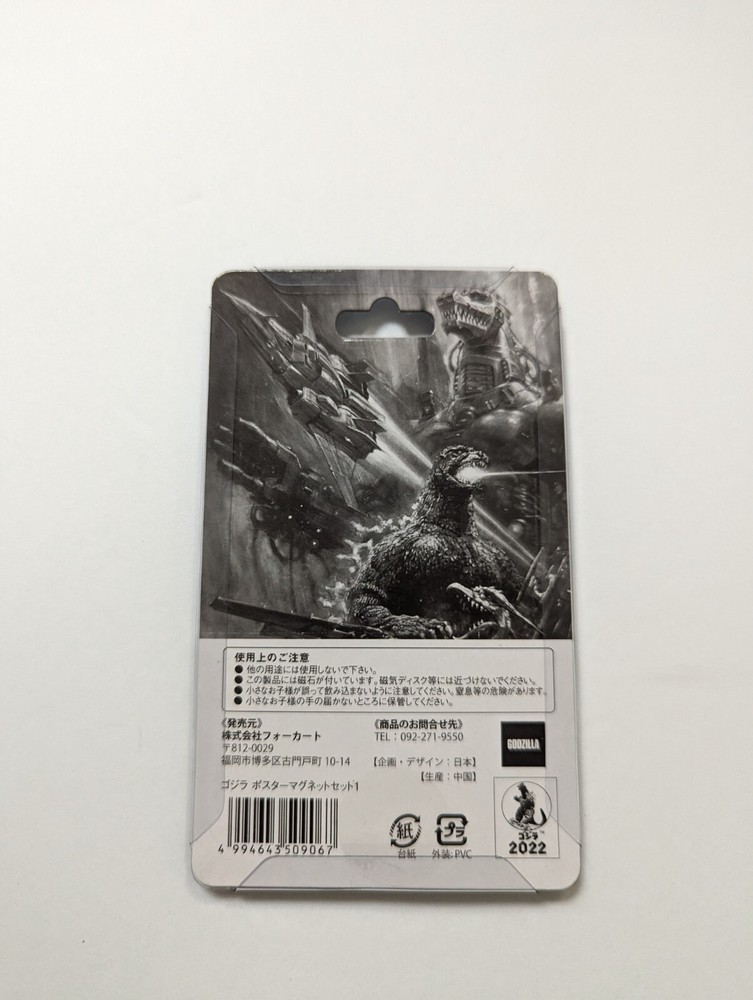 使用上のご注意
● 他の用途には使用しないで下さい。
● この製品には磁石が付いています。磁気ディスク等には近づけないでください。
● 小さなお子様が誤って飲み込まないように注意してください。窒息等の危険があります。
● 小さなお子様の手の届かないところに保管してください。
《発売元》
株式会社フォーカート
〒812-0029
福岡市博多区古門戸町 10-14
《商品のお問合せ先》
TEL：092-271-9550
【企画・デザイン：日本】
【生産：中国】
GODZILLA
ゴジラ ポスターマグネットセット1
4 994643 509067
紙
台紙
プラ
外装:PVC
ゴジラ™
2022